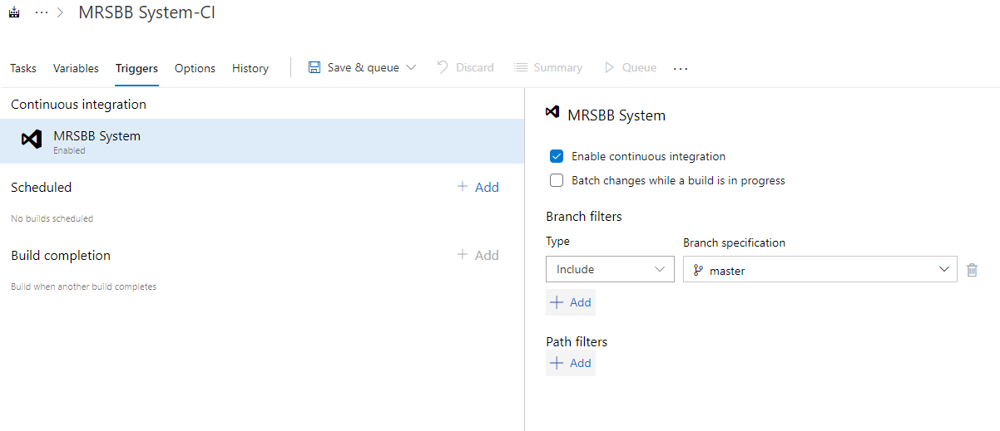 ... > MRSBB System-CI
Tasks Variables Triggers Options History Save & queue Discard Summary Queue ...
Continuous integration
MRSBB System
Enabled
Scheduled + Add
No builds scheduled
Build completion + Add
Build when another build completes
MRSBB System
Enable continuous integration
Batch changes while a build is in progress
Branch filters
Type Branch specification
Include master
+ Add
Path filters
+ Add